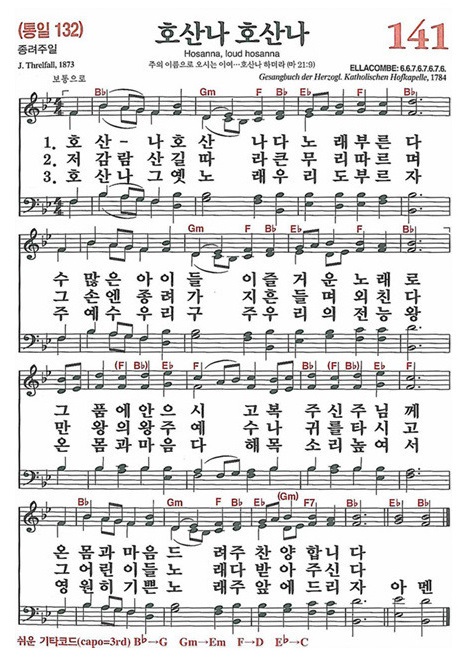 (통일 132)
종려주일
호산나 호산나
141
Hosanna, loud hosanna
J. Threlfall, 1873
주의 이름으로 오시는 이여…호산나 하더라 (마 21:9)
ELLACOMBE: 6.6.7.6.7.6.7.6.
Gesangbuch der Herzogl. Katholischen Hofkapelle, 1784
보통으로
B♭ Gm F B♭ E♭ F B♭
1. 호 산 - 나 호 산 나 다 노 래 부 른 다
2. 저 감 람 산 길 따 라 큰 무 리 따 르 며
3. 호 산 나 그 옛 노 래 우 리 도 부 르 자
B♭ Gm F B♭ E♭ F B♭
수 많 은 아 이 들 이 즐 거 운 노 래 로
그 손 엔 종 려 가 지 흔 들 며 외 친 다
주 예 수 우 리 구 주 우 리 의 전 능 왕
(F B♭) E♭ F (F B♭) E♭ F
그 품 에 안 으 시 고 복 주 신 주 님 께
만 왕 의 왕 주 예 수 나 귀 를 타 시 고
온 몸 과 마 음 다 해 목 소 리 높 여 서
B♭ Gm F B♭ E♭ (Gm) F7 B♭ E♭ B♭
온 몸 과 마 음 드 려 주 찬 양 합 니 다
그 어 린 이 들 노 래 다 받 아 주 신 다
영 원 히 기 쁜 노 래 주 앞 에 드 리 자 아 멘
쉬운 기타코드(capo=3rd) B♭→G Gm→Em F→D E♭→C